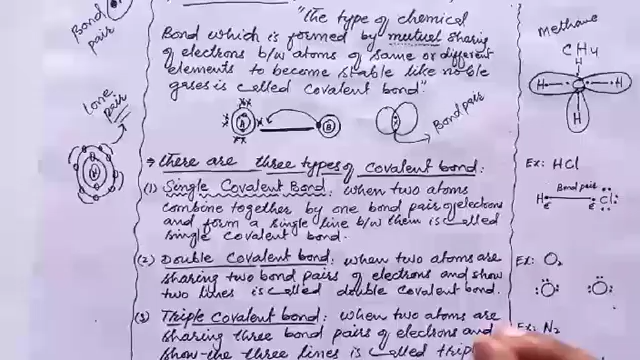 Bond
pair
"The type of chemical
Bond which is formed by mutual sharing
of electrons b/w atoms of same or different
elements to become stable like noble
gases is called covalent bond"
lone
pair
xx
A
xx
B
Bond pair
⇒ There are three types of covalent bond:
(1) Single Covalent Bond: when two atoms
combine together by one bond pair of electrons
and form a single line b/w them is called
single covalent bond.
(2) Double Covalent bond: when two atoms are
sharing two bond pairs of electrons and show
two lines is called double covalent bond.
(3) Triple covalent bond: when two atoms are
sharing three bond pairs of electrons and
show the three lines is called
Methane
CH4
H
H C H
H
Ex: HCl
Bond pair
H Cl
e e
Ex: O2
O O
Ex: N2